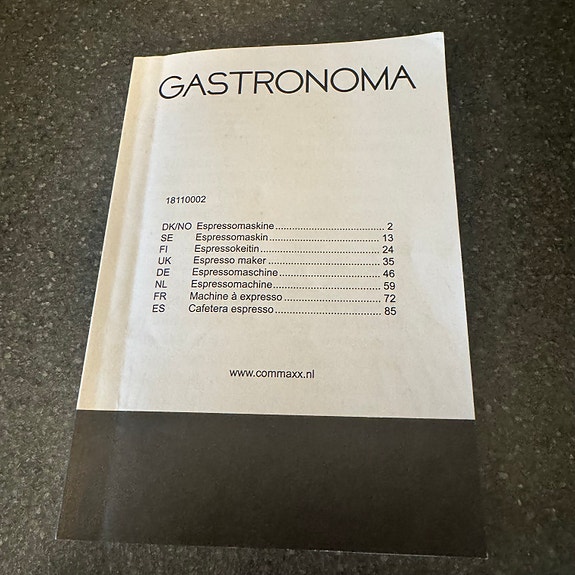 GASTRONOMA
18110002
DK/NO Espressomaskine........................................ 2
SE Espressomaskin......................................... 13
FI Espressokeitin............................................ 24
UK Espresso maker.......................................... 35
DE Espressomaschine..................................... 46
NL Espressomachine....................................... 59
FR Machine à expresso.................................... 72
ES Cafetera espresso....................................... 85
www.commaxx.nl